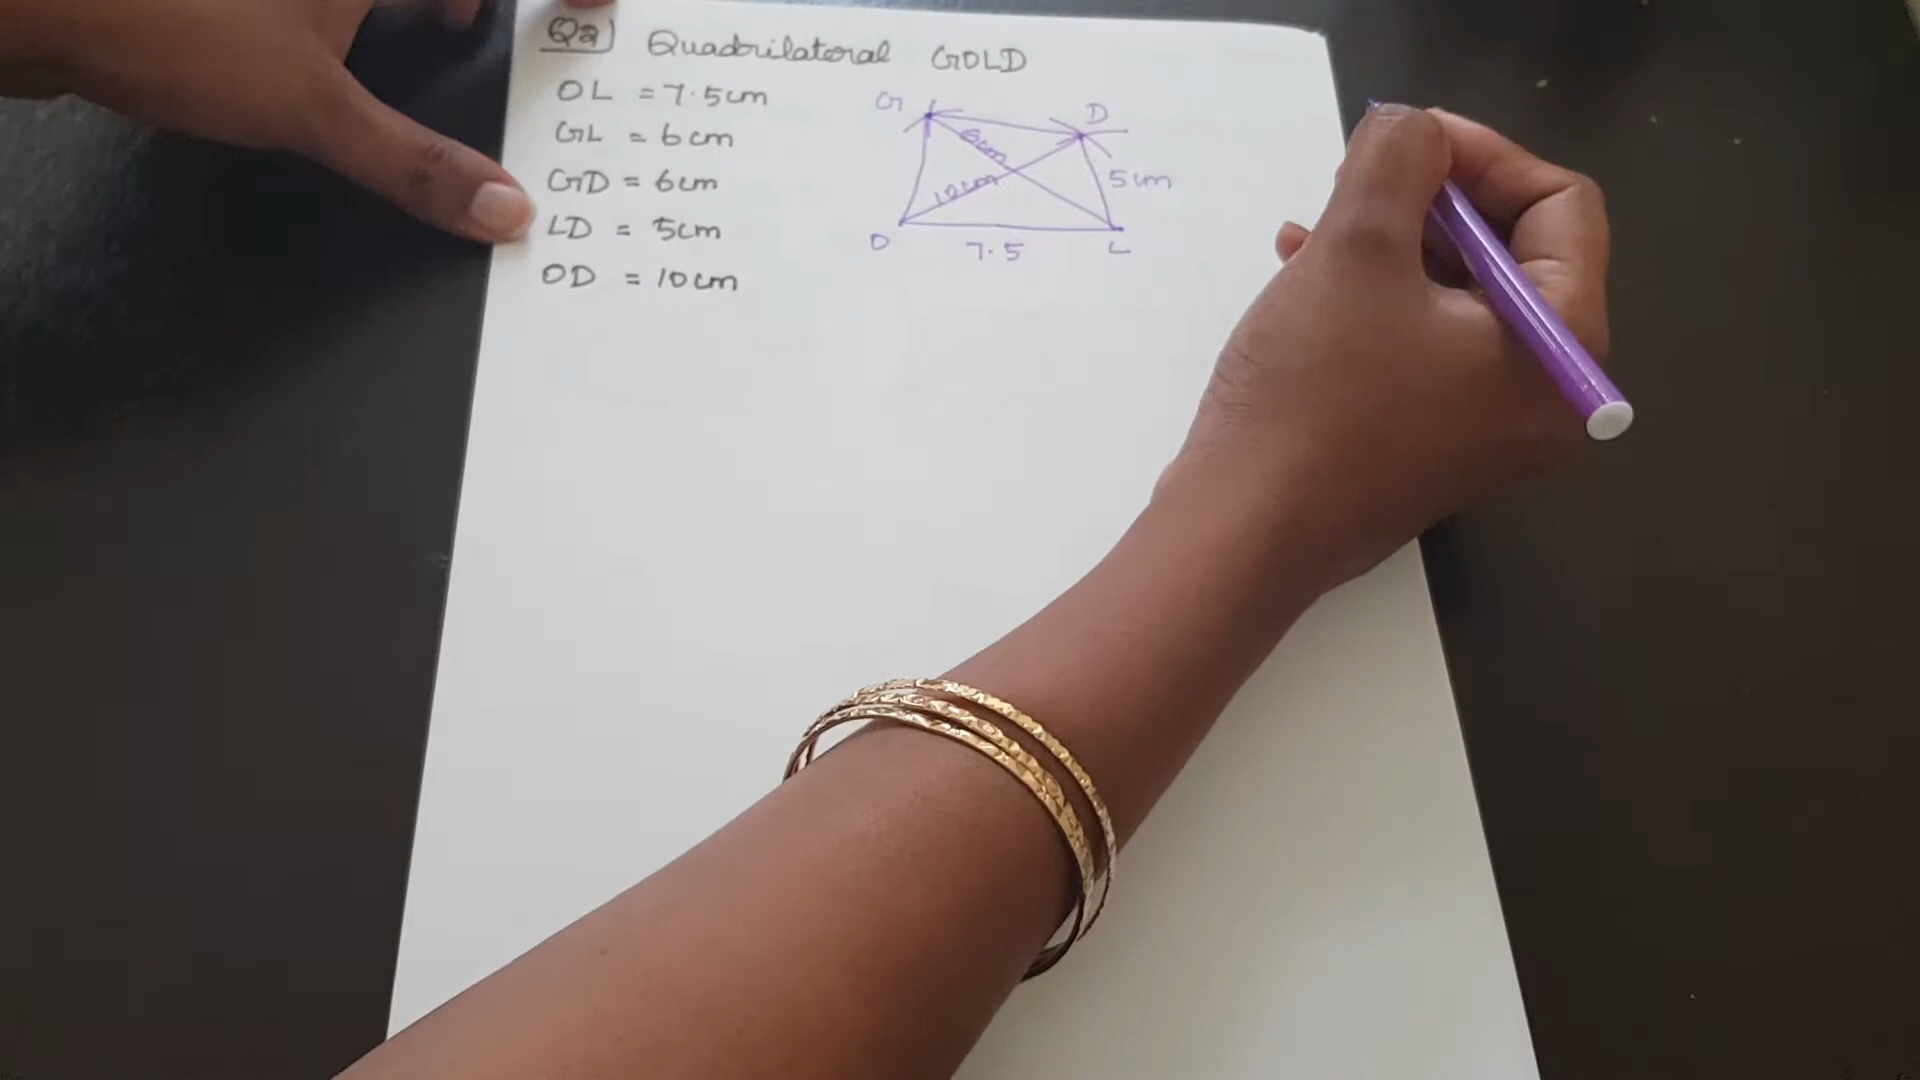 Q2) Quadrilateral GOLD
OL = 7.5cm
GL = 6cm
GD = 6cm
LD = 5cm
OD = 10cm
G D
6cm
10cm 5cm
O 7.5 L